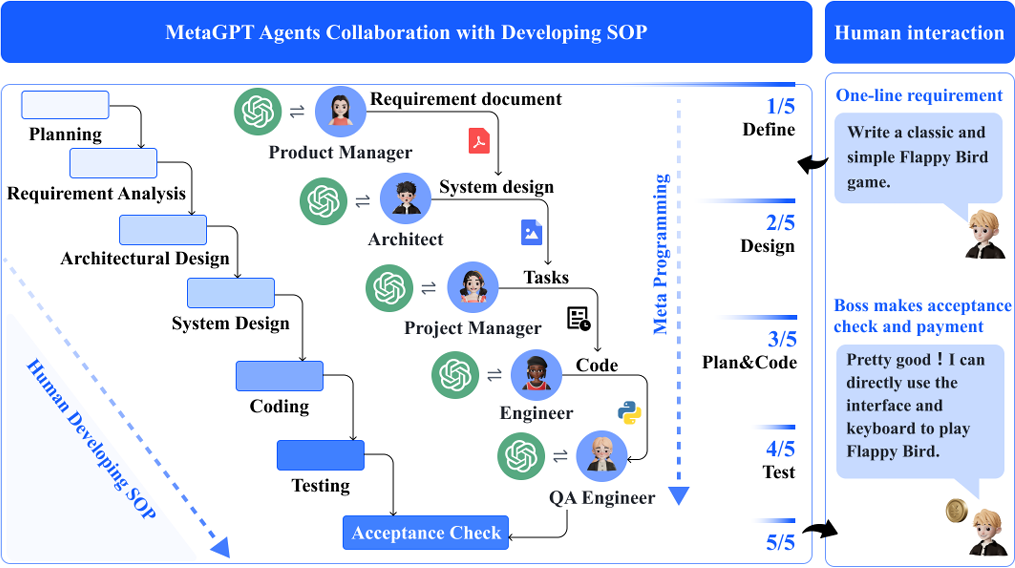 MetaGPT Agents Collaboration with Developing SOP
Human interaction
Planning
Requirement Analysis
Architectural Design
System Design
Coding
Testing
Acceptance Check
Human Developing SOP
Requirement document
Product Manager
System design
Architect
Tasks
Project Manager
Code
Engineer
QA Engineer
Meta Programming
1/5
Define
2/5
Design
3/5
Plan&Code
4/5
Test
5/5
One-line requirement
Write a classic and
simple Flappy Bird
game.
Boss makes acceptance
check and payment
Pretty good！I can
directly use the
interface and
keyboard to play
Flappy Bird.